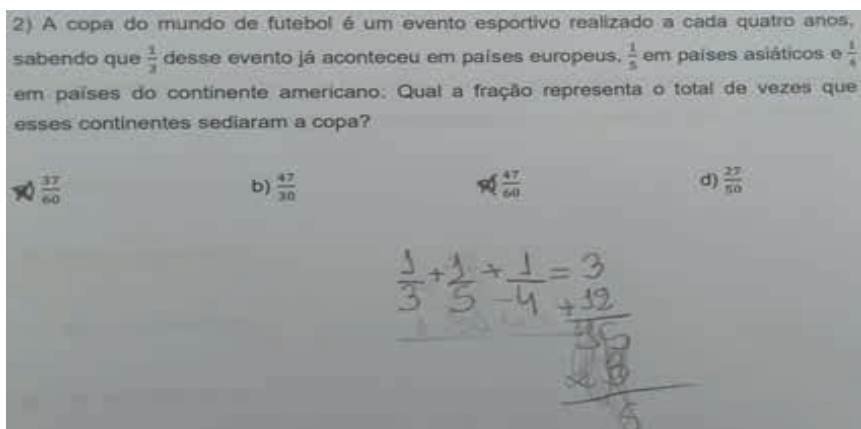 2) A copa do mundo de futebol é um evento esportivo realizado a cada quatro anos,
sabendo que 1/3 desse evento já aconteceu em países europeus, 1/5 em países asiáticos e 1/4
em países do continente americano. Qual a fração representa o total de vezes que
esses continentes sediaram a copa?
37/60 b) 47/30 47/60 d) 27/50
1/3 + 1/5 + 1/4 = 3
+12